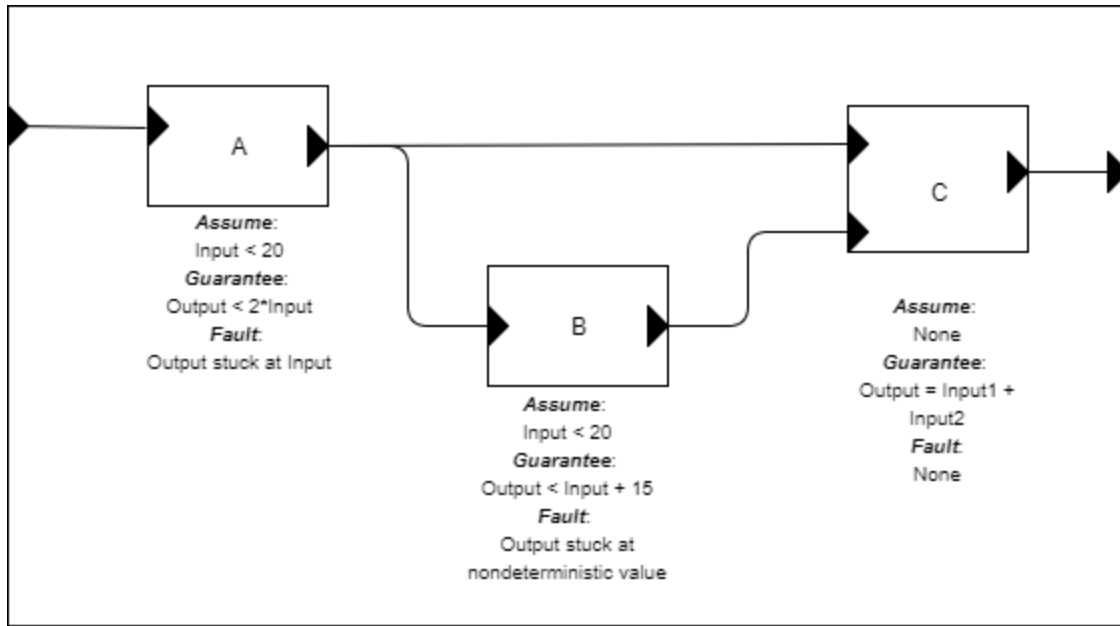 A
Assume:
Input < 20
Guarantee:
Output < 2*Input
Fault:
Output stuck at Input
B
Assume:
Input < 20
Guarantee:
Output < Input + 15
Fault:
Output stuck at
nondeterministic value
C
Assume:
None
Guarantee:
Output = Input1 +
Input2
Fault:
None